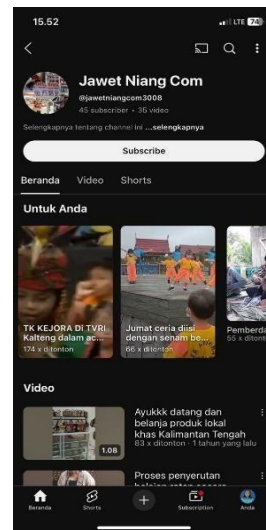 15.52
LTE 74
Jawet Niang Com
@jawetniangcom3008
45 subscriber • 35 video
Selengkapnya tentang channel ini ...selengkapnya
Subscribe
Beranda Video Shorts
Untuk Anda
TK KEJORA Di TVRI
Kalteng dalam ac...
174 x ditonton
Jumat ceria diisi
dengan senam be...
66 x ditonton
Pemberda
55 x ditont
Video
1.08
Ayukkk datang dan
belanja produk lokal
khas Kalimantan Tengah
83 x ditonton · 1 tahun
yang lalu
Proses penyerutan
Beranda
Shorts
Subscription
Anda